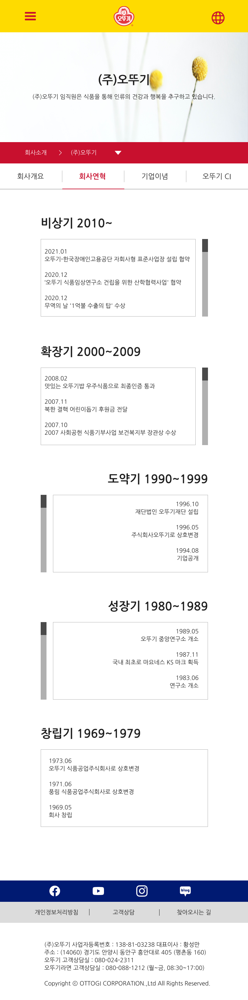 오뚜기
(주)오뚜기
(주)오뚜기 임직원은 식품을 통해 인류의 건강과 행복을 추구하고 있습니다.
회사소개 > (주)오뚜기
회사개요 회사연혁 기업이념 오뚜기 CI
비상기 2010~
2021.01
오뚜기-한국장애인고용공단 자회사형 표준사업장 설립 협약
2020.12
‘오뚜기 식품임상연구소 건립을 위한 산학협력사업' 협약
2020.12
무역의 날 '1억불 수출의 탑' 수상
확장기 2000~2009
2008.02
맛있는 오뚜기밥 우주식품으로 최종인증 통과
2007.11
북한 결핵 어린이돕기 후원금 전달
2007.10
2007 사회공헌 식품기부사업 보건복지부 장관상 수상
도약기 1990~1999
1996.10
재단법인 오뚜기재단 설립
1996.05
주식회사오뚜기로 상호변경
1994.08
기업공개
성장기 1980~1989
1989.05
오뚜기 중앙연구소 개소
1987.11
국내 최초로 마요네스 KS 마크 획득
1983.06
연구소 개소
창립기 1969~1979
1973.06
오뚜기 식품공업주식회사로 상호변경
1971.06
풍림 식품공업주식회사로 상호변경
1969.05
회사 창립
blog
개인정보처리방침 고객상담 찾아오시는 길
(주)오뚜기 사업자등록번호 : 138-81-03238 대표이사 : 황성만
주소 : (14060) 경기도 안양시 동안구 흥안대로 405 (평촌동 160)
오뚜기 고객상담실 : 080-024-2311
오뚜기라면 고객상담실 : 080-088-1212 (월~금, 08:30~17:00)
Copyright ⓒ OTTOGI CORPORATION.,Ltd All Rights Reserved.